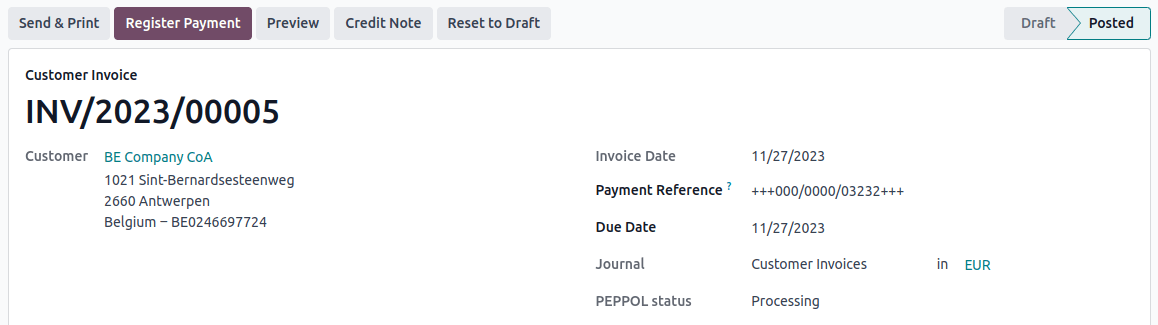 Send & Print Register Payment Preview Credit Note Reset to Draft Draft Posted
Customer Invoice
INV/2023/00005
Customer BE Company CoA
1021 Sint-Bernardsesteenweg
2660 Antwerpen
Belgium – BE0246697724
Invoice Date 11/27/2023
Payment Reference ? +++000/0000/03232+++
Due Date 11/27/2023
Journal Customer Invoices in EUR
PEPPOL status Processing